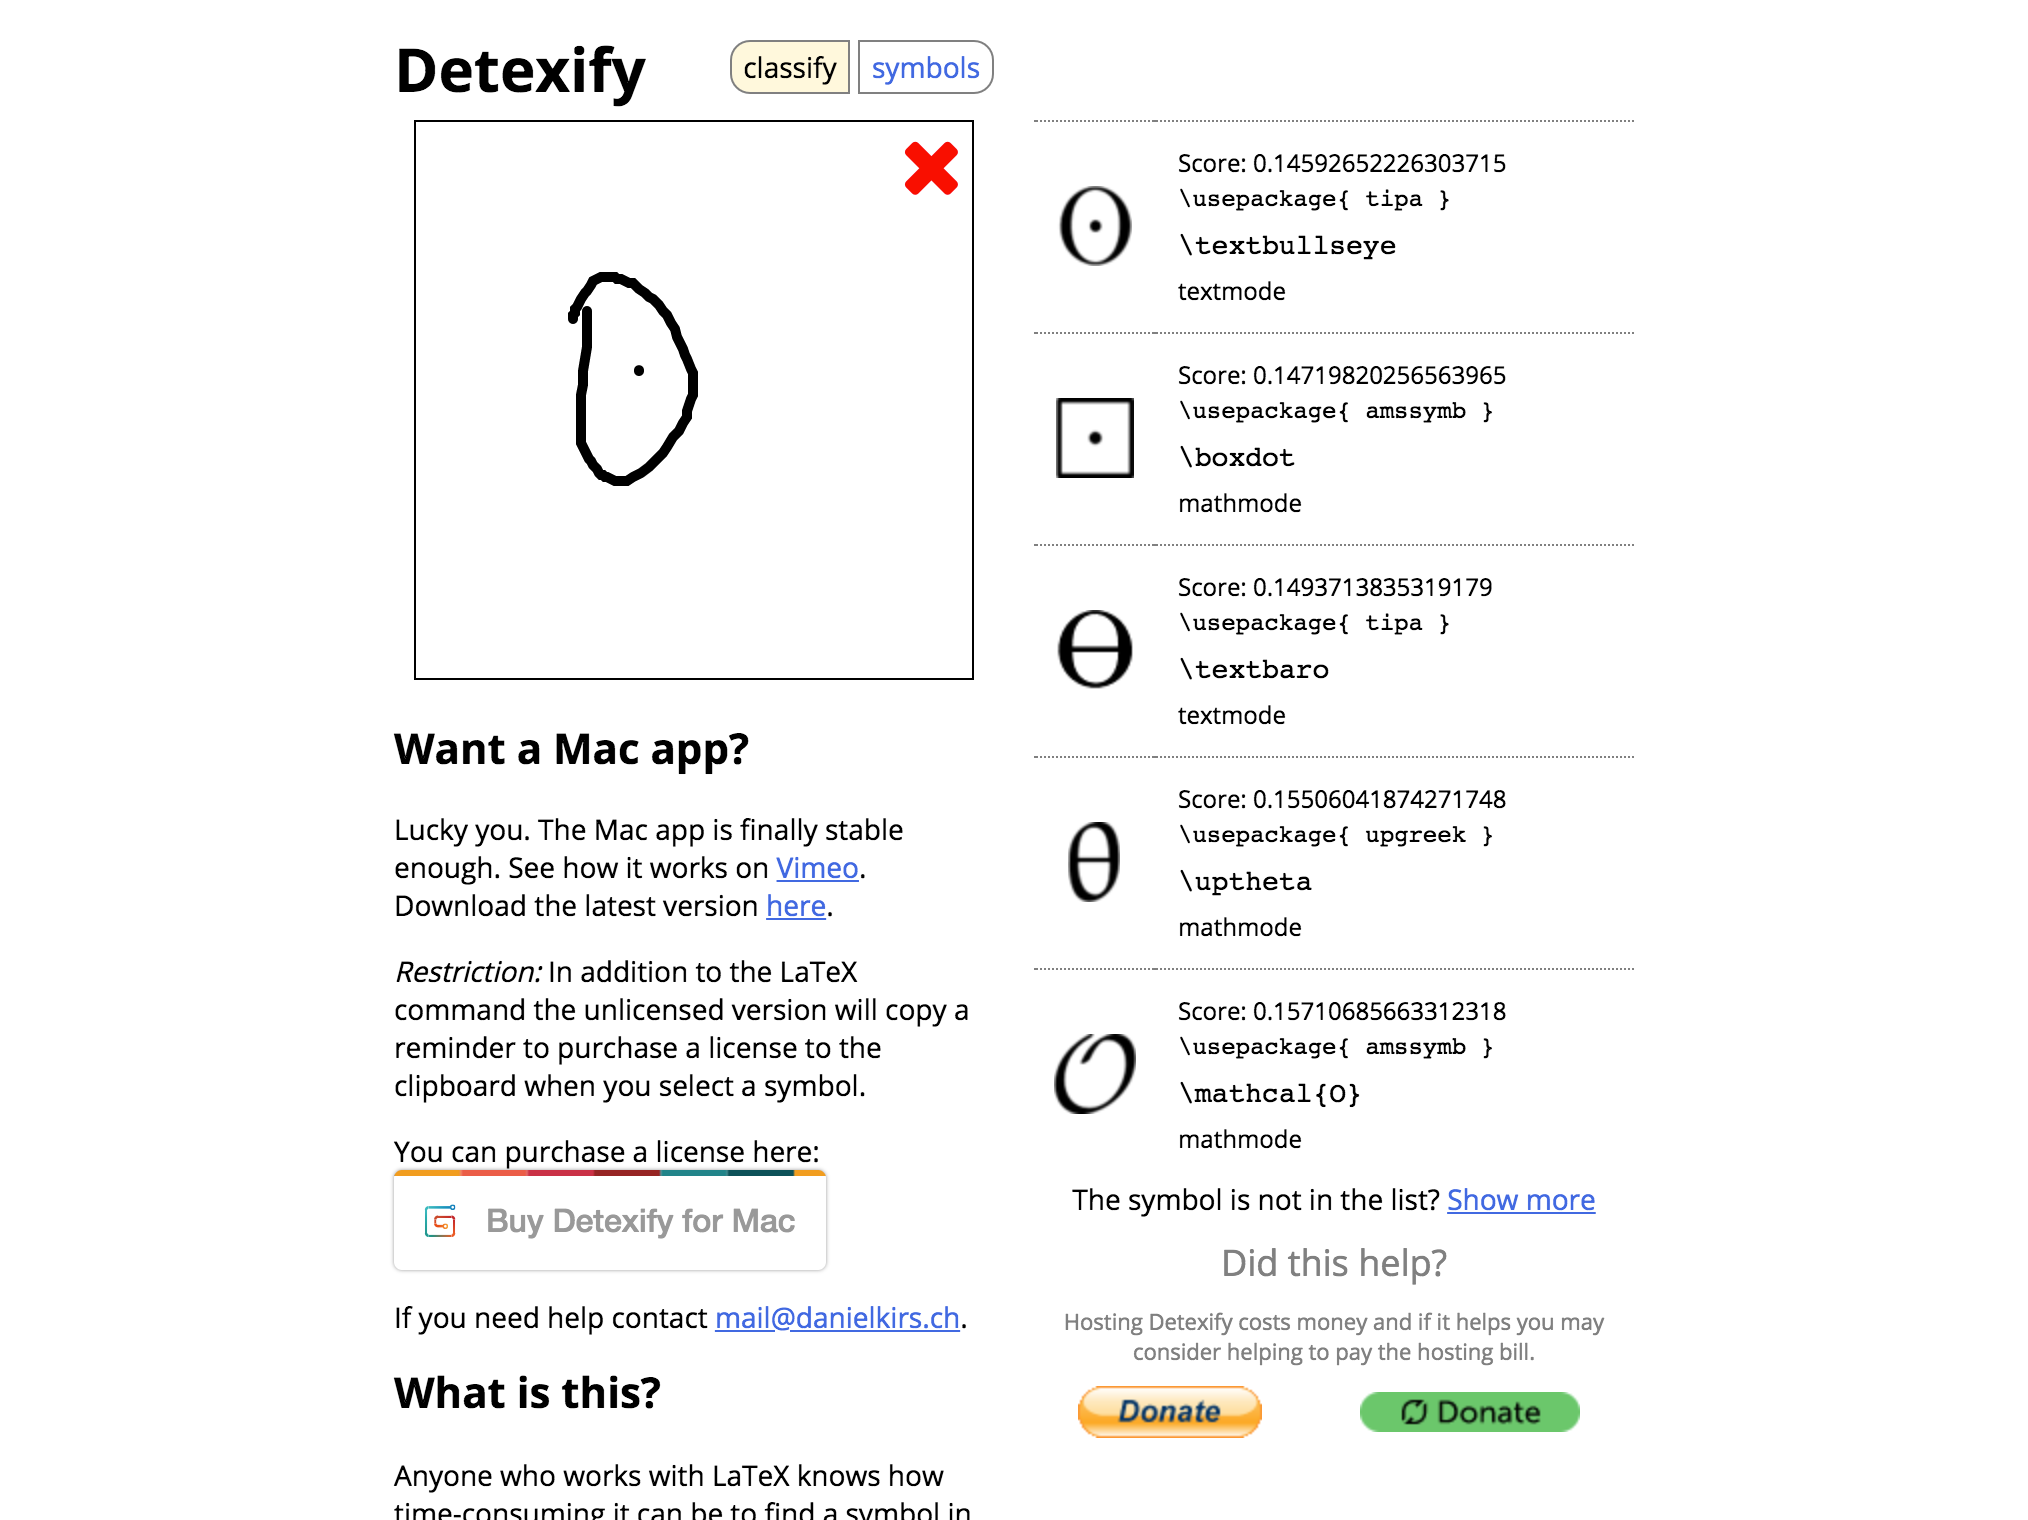 Detexify
classify
symbols
Want a Mac app?
Lucky you. The Mac app is finally stable
enough. See how it works on Vimeo.
Download the latest version here.
Restriction: In addition to the LaTeX
command the unlicensed version will copy a
reminder to purchase a license to the
clipboard when you select a symbol.
You can purchase a license here:
Buy Detexify for Mac
If you need help contact mail@danielkirs.ch.
What is this?
Anyone who works with LaTeX knows how
time-consuming it can be to find a symbol in
Score: 0.14592652226303715
\usepackage{ tipa }
\textbullseye
textmode
Score: 0.14719820256563965
\usepackage{ amssymb }
\boxdot
mathmode
Score: 0.1493713835319179
\usepackage{ tipa }
\textbaro
textmode
Score: 0.15506041874271748
\usepackage{ upgreek }
\uptheta
mathmode
Score: 0.15710685663312318
\usepackage{ amssymb }
\mathcal{O}
mathmode
The symbol is not in the list? Show more
Did this help?
Hosting Detexify costs money and if it helps you may
consider helping to pay the hosting bill.
Donate
Donate